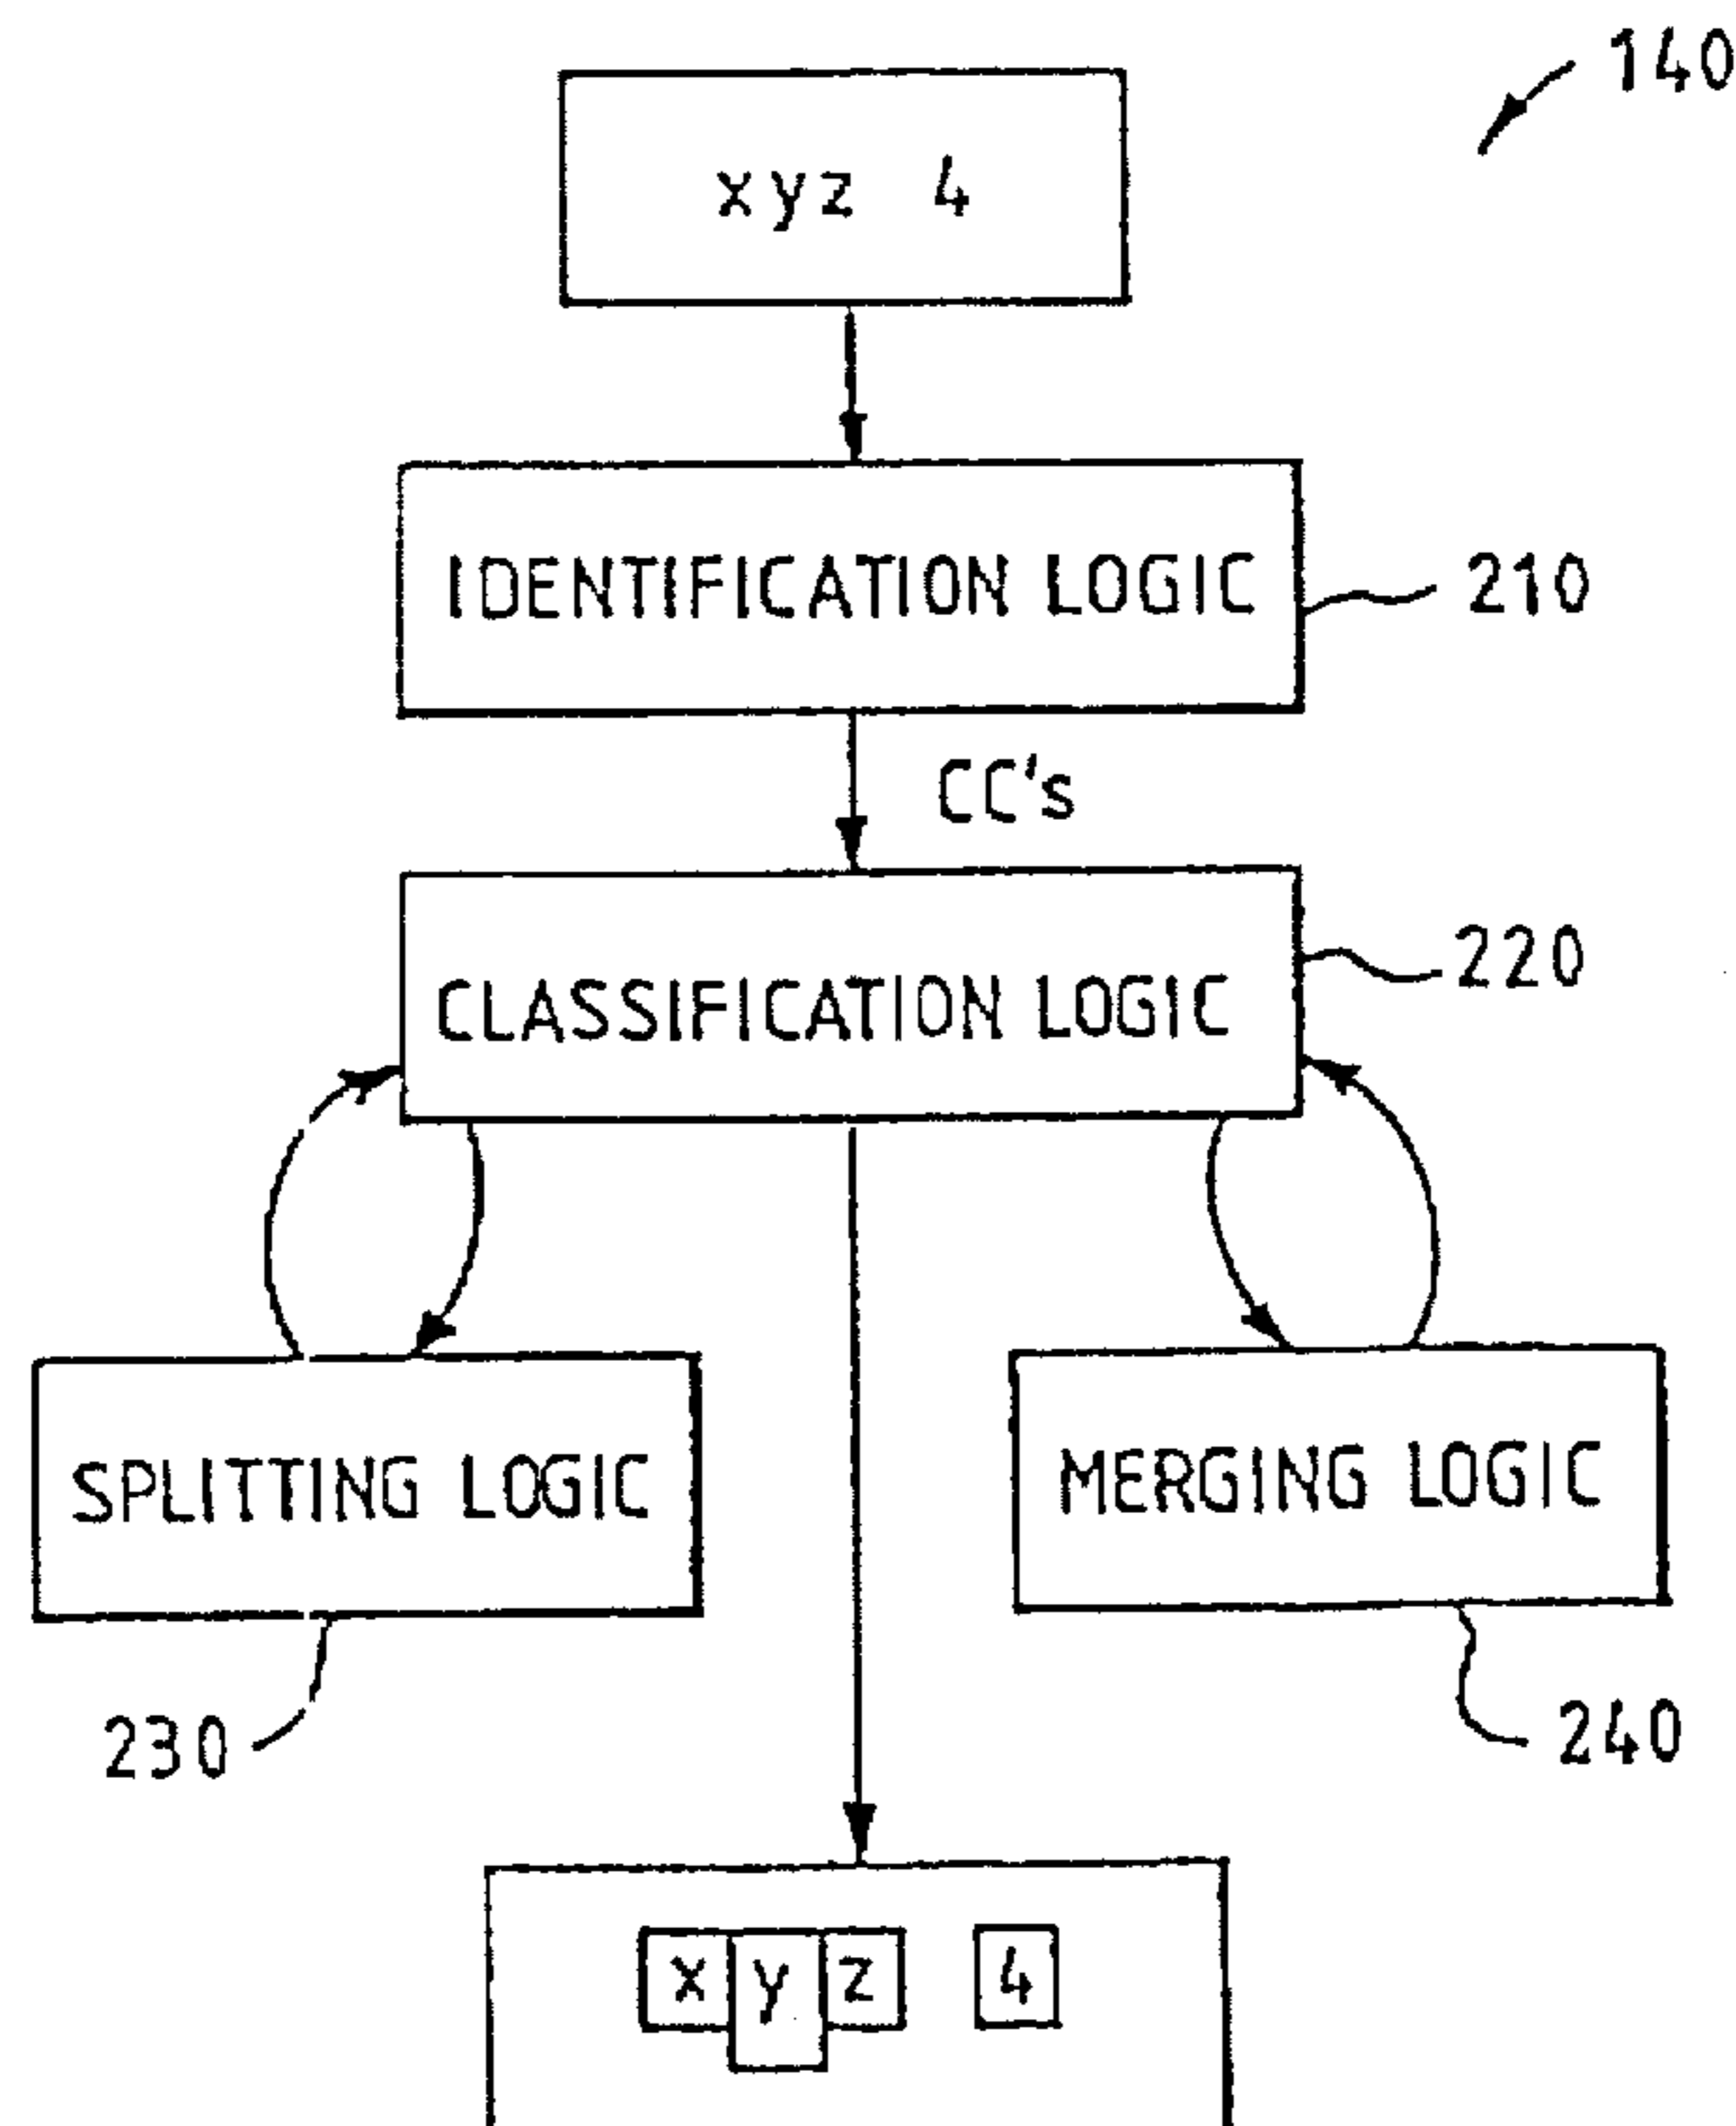 140
xyz 4
IDENTIFICATION LOGIC
210
CC's
CLASSIFICATION LOGIC
220
SPLITTING LOGIC
MERGING LOGIC
230
240
x y z 4